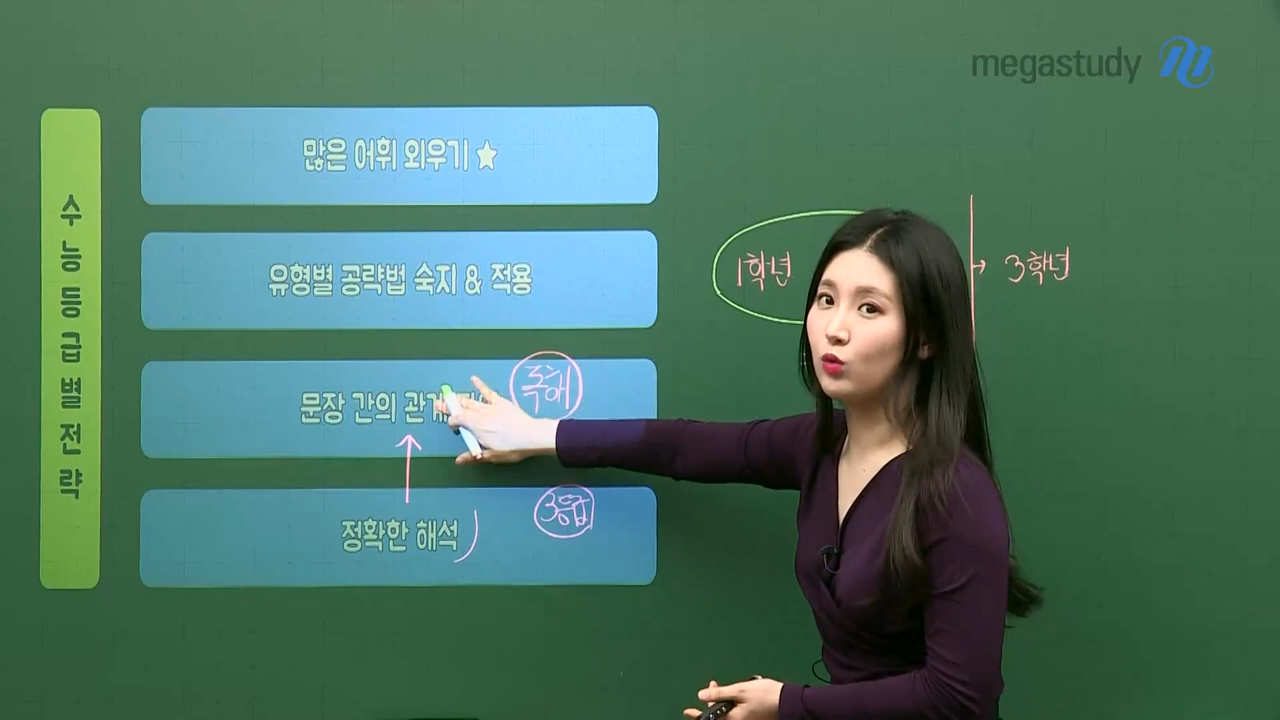 megastudy
수능등급별전략
많은 어휘 외우기 ★
유형별 공략법 숙지 & 적용
문장 간의 관계
독해
정확한 해석
3등급
1학년
→ 3학년